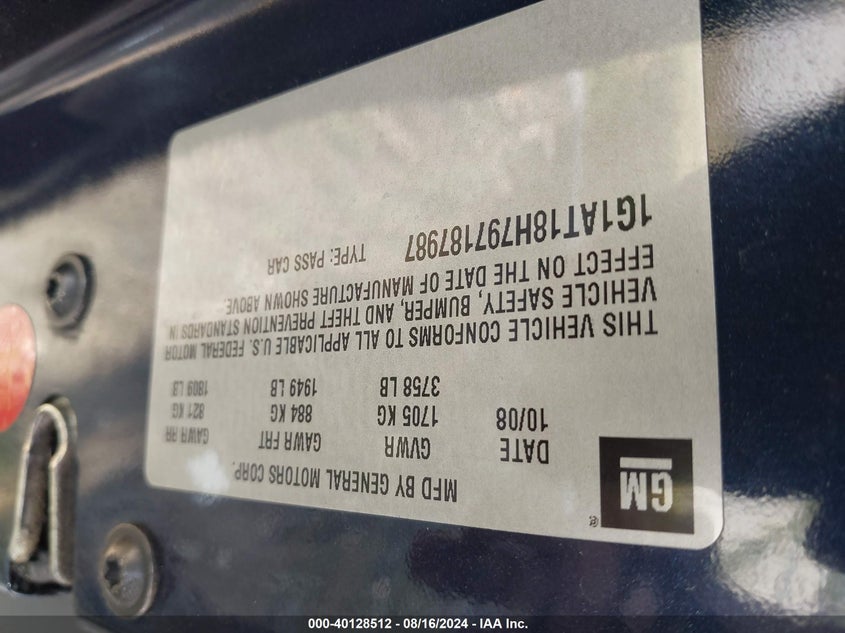 GM
®
MFD BY GENERAL MOTORS CORP.
DATE GVWR GAWR FRT GAWR RR
10/08 1705 KG 884 KG 821 KG
3758 LB 1949 LB 1809 LB
THIS VEHICLE CONFORMS TO ALL APPLICABLE U.S. FEDERAL MOTOR
VEHICLE SAFETY, BUMPER, AND THEFT PREVENTION STANDARDS IN
EFFECT ON THE DATE OF MANUFACTURE SHOWN ABOVE.
1G1AT18H797187987 TYPE: PASS CAR
000-40128512 - 08/16/2024 - IAA Inc.